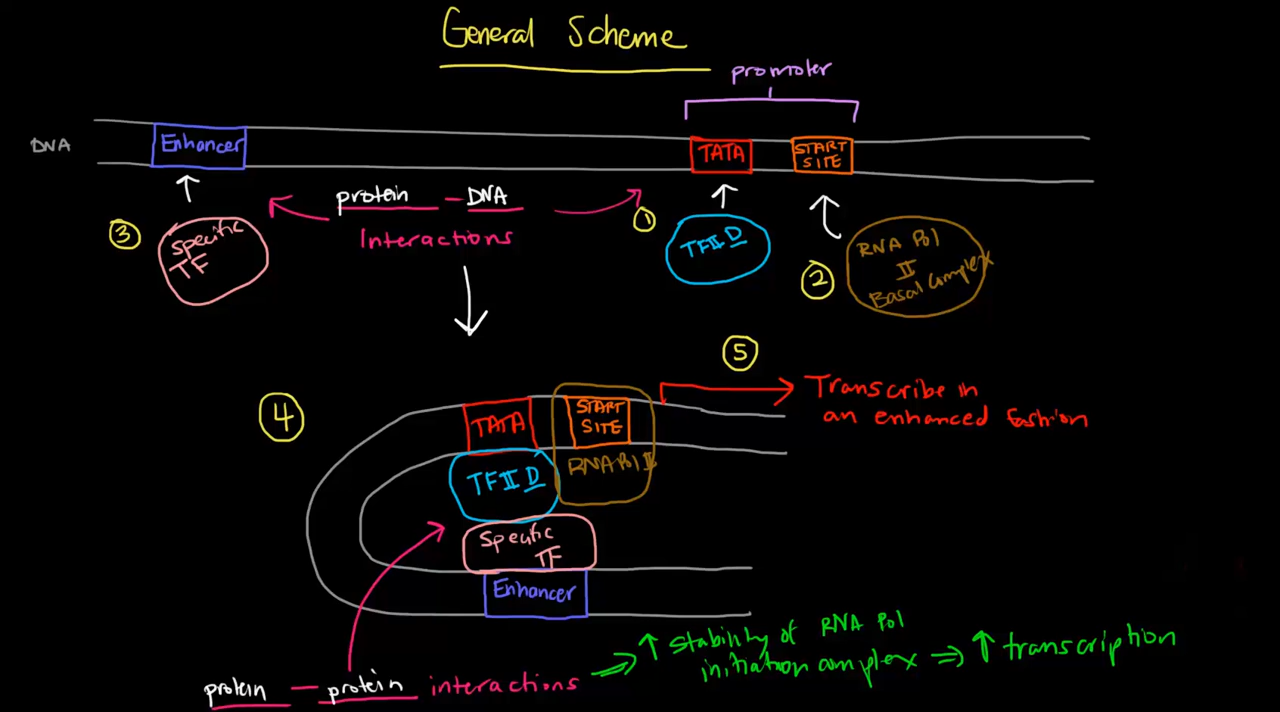 General Scheme
promoter
DNA
Enhancer
TATA
START
SITE
protein - DNA
Interactions
①
③
Specific
TF
TFIID
②
RNA Pol
II
Basal Complex
⑤
④
Transcribe in
an enhanced fashion
TATA
START
SITE
TFIID
RNA Pol II
Specific
TF
Enhancer
protein - protein interactions
⇒ ↑ Stability of RNA Pol
initiation complex ⇒ ↑ transcription